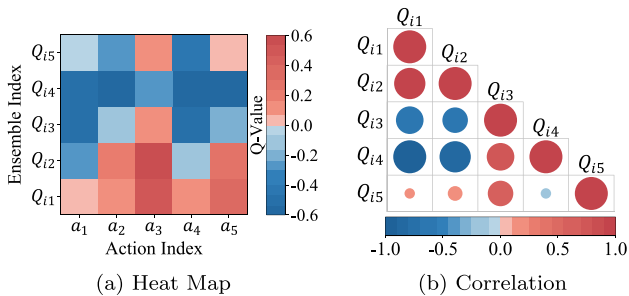 Ensemble Index
Q_{i5}
Q_{i4}
Q_{i3}
Q_{i2}
Q_{i1}
a_1 a_2 a_3 a_4 a_5
Action Index
0.6
0.4
0.2
0.0
-0.2
-0.4
-0.6
Q-Value
(a) Heat Map
Q_{i1}
Q_{i2}
Q_{i3}
Q_{i4}
Q_{i5}
Q_{i1}
Q_{i2}
Q_{i3}
Q_{i4}
Q_{i5}
-1.0 -0.5 0.0 0.5 1.0
(b) Correlation